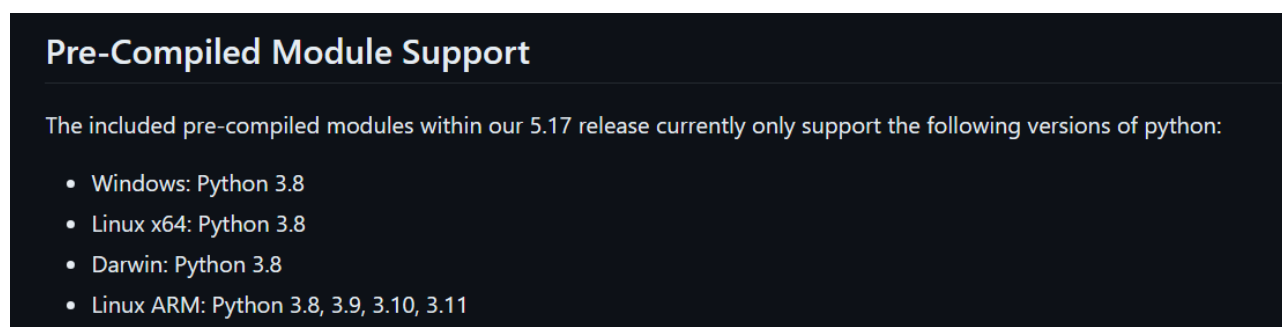 Pre-Compiled Module Support
The included pre-compiled modules within our 5.17 release currently only support the following versions of python:
• Windows: Python 3.8
• Linux x64: Python 3.8
• Darwin: Python 3.8
• Linux ARM: Python 3.8, 3.9, 3.10, 3.11